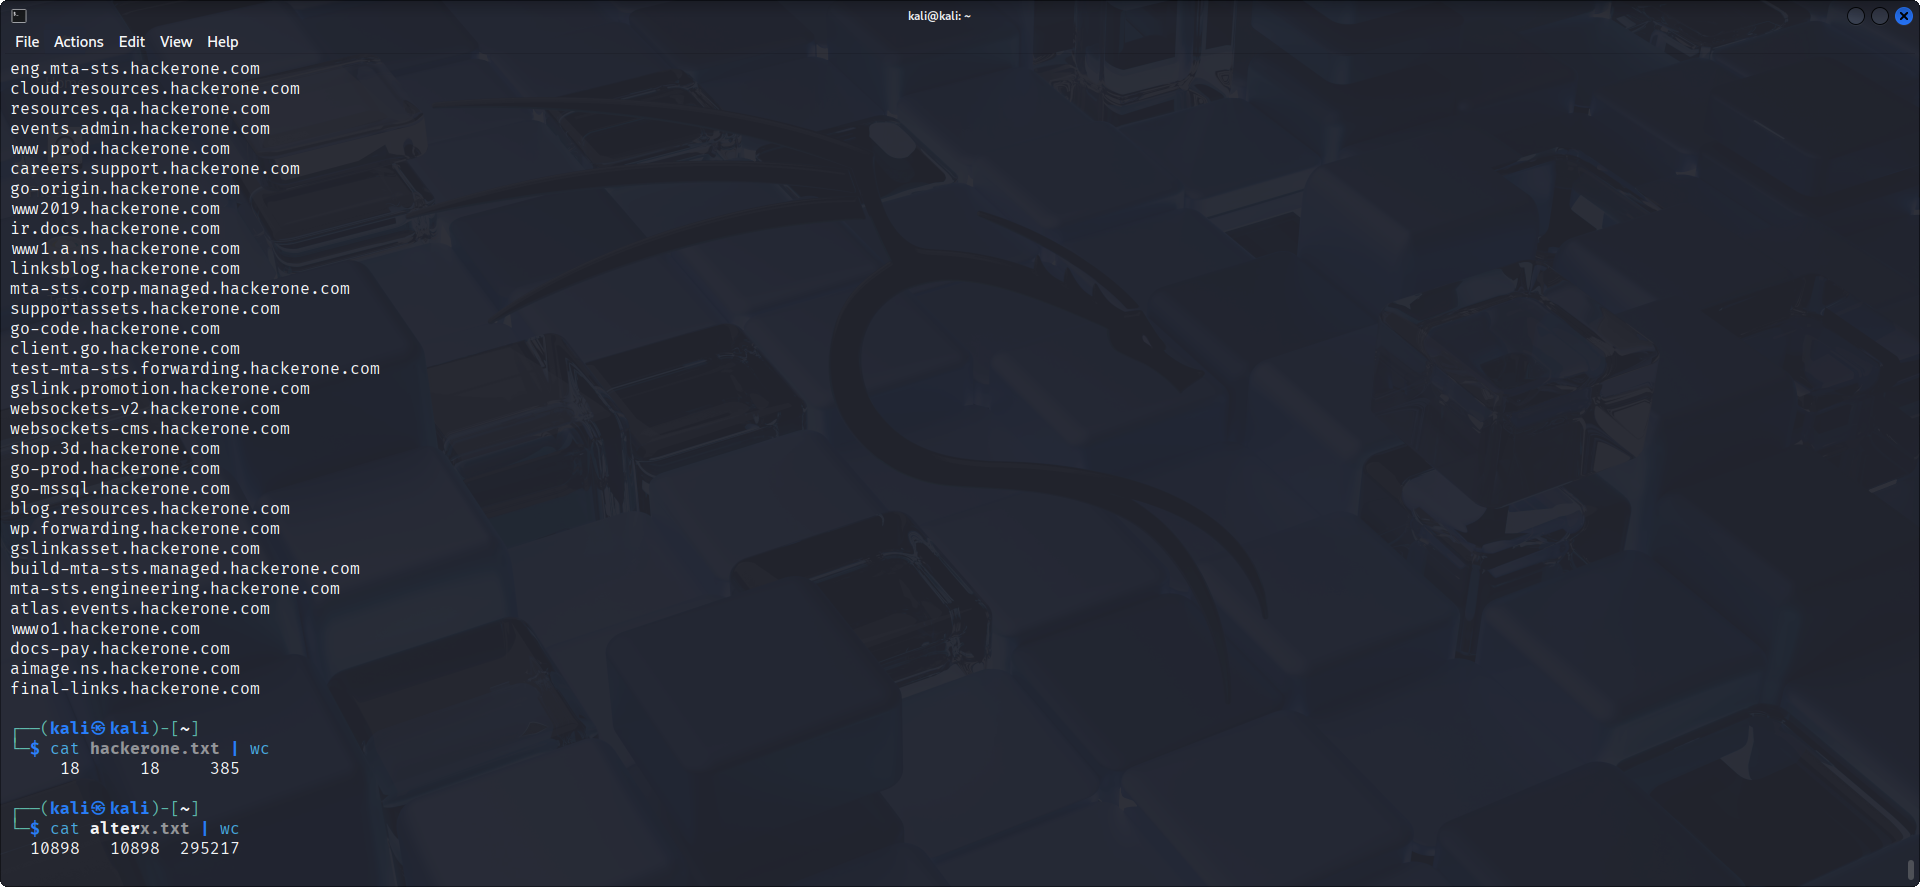 kali@kali: ~
File Actions Edit View Help
eng.mta-sts.hackerone.com
cloud.resources.hackerone.com
resources.qa.hackerone.com
events.admin.hackerone.com
www.prod.hackerone.com
careers.support.hackerone.com
go-origin.hackerone.com
www2019.hackerone.com
ir.docs.hackerone.com
www1.a.ns.hackerone.com
linksblog.hackerone.com
mta-sts.corp.managed.hackerone.com
supportassets.hackerone.com
go-code.hackerone.com
client.go.hackerone.com
test-mta-sts.forwarding.hackerone.com
gslink.promotion.hackerone.com
websockets-v2.hackerone.com
websockets-cms.hackerone.com
shop.3d.hackerone.com
go-prod.hackerone.com
go-mssql.hackerone.com
blog.resources.hackerone.com
wp.forwarding.hackerone.com
gslinkasset.hackerone.com
build-mta-sts.managed.hackerone.com
mta-sts.engineering.hackerone.com
atlas.events.hackerone.com
wwwo1.hackerone.com
docs-pay.hackerone.com
aimage.ns.hackerone.com
final-links.hackerone.com
┌──(kali㉿kali)-[~]
└─$ cat hackerone.txt | wc
18 18 385
┌──(kali㉿kali)-[~]
└─$ cat alterx.txt | wc
10898 10898 295217